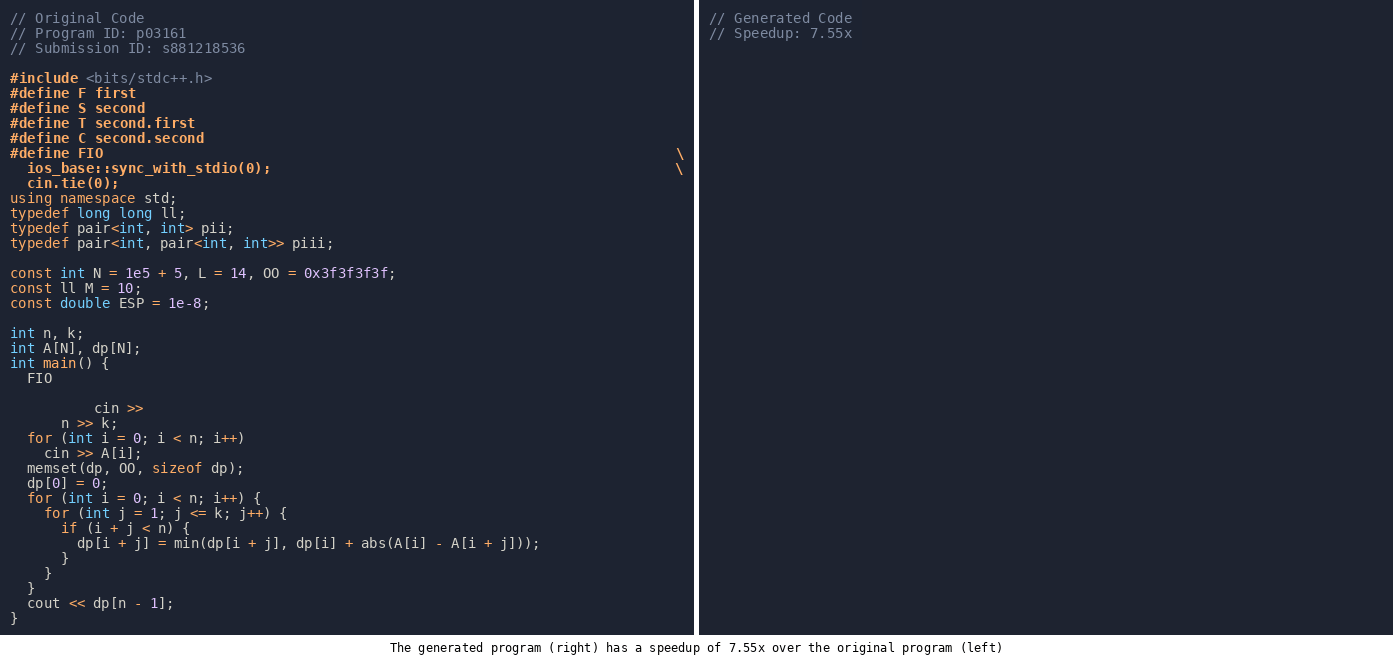 // Original Code
// Program ID: p03161
// Submission ID: s881218536
#include <bits/stdc++.h>
#define F first
#define S second
#define T second.first
#define C second.second
#define FIO \
ios_base::sync_with_stdio(0); \
cin.tie(0);
using namespace std;
typedef long long ll;
typedef pair<int, int> pii;
typedef pair<int, pair<int, int>> piii;
const int N = 1e5 + 5, L = 14, OO = 0x3f3f3f3f;
const ll M = 10;
const double ESP = 1e-8;
int n, k;
int A[N], dp[N];
int main() {
FIO
cin >>
n >> k;
for (int i = 0; i < n; i++)
cin >> A[i];
memset(dp, OO, sizeof dp);
dp[0] = 0;
for (int i = 0; i < n; i++) {
for (int j = 1; j <= k; j++) {
if (i + j < n) {
dp[i + j] = min(dp[i + j], dp[i] + abs(A[i] - A[i + j]));
}
}
}
cout << dp[n - 1];
}
// Generated Code
// Speedup: 7.55x
The generated program (right) has a speedup of 7.55x over the original program (left)